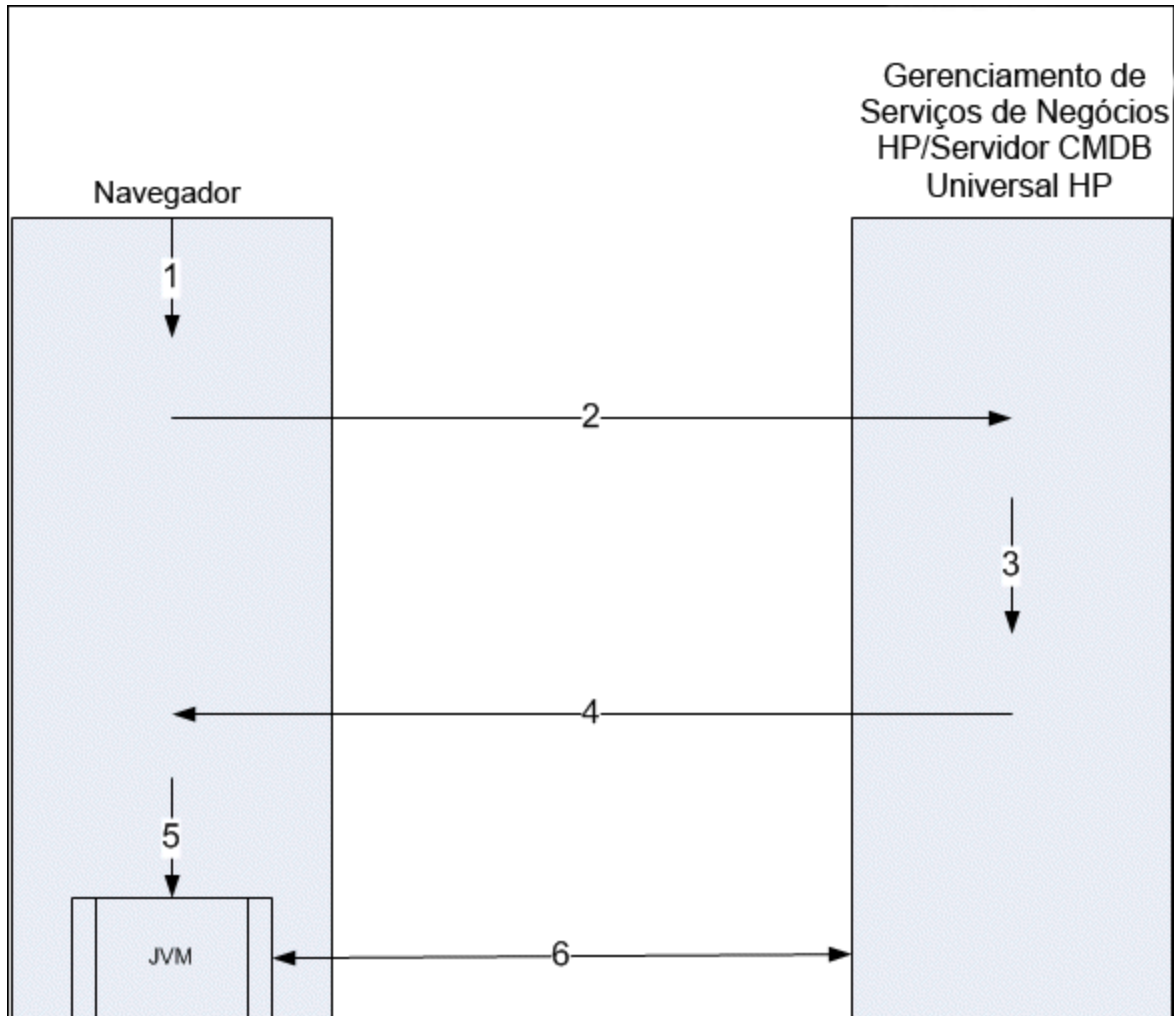 Gerenciamento de
Serviços de Negócios
HP/Servidor CMDB
Universal HP
Navegador
1
2
3
4
5
JVM
6